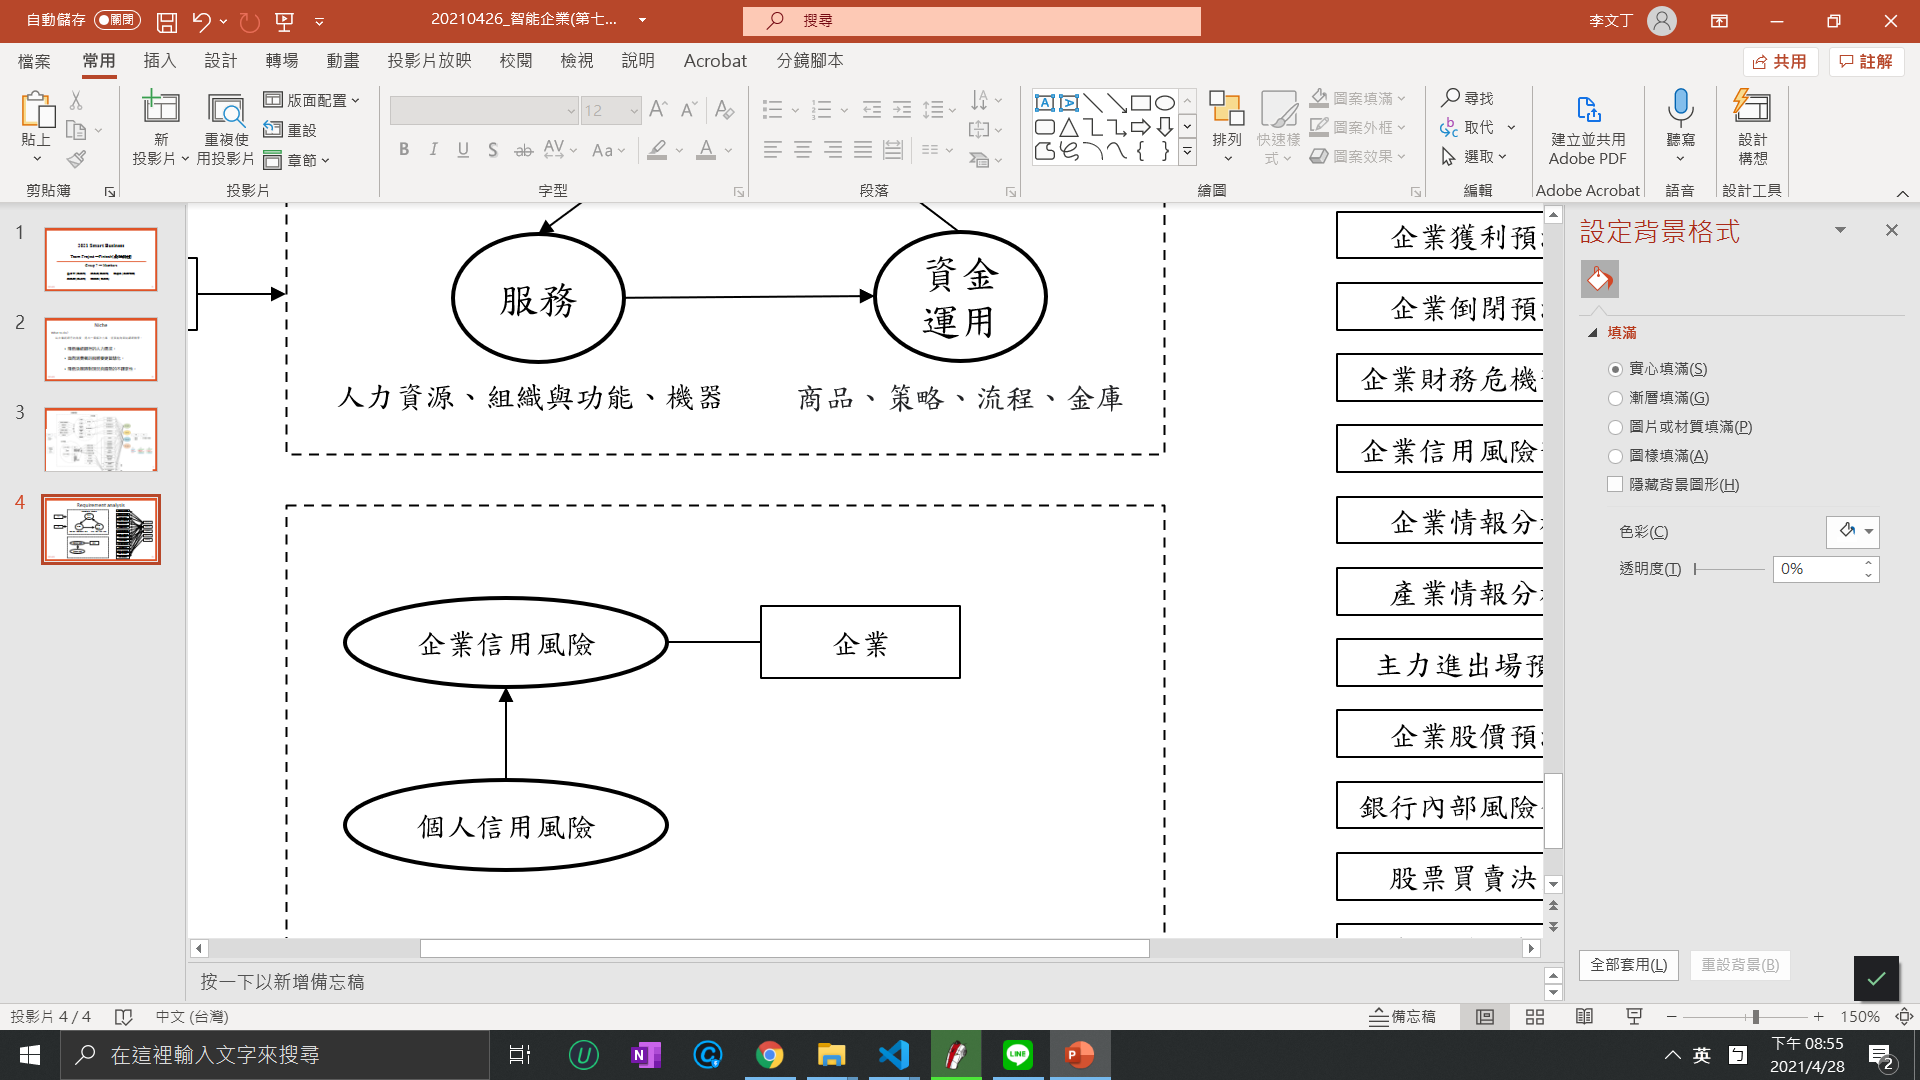 自動儲存 關閉
20210426_智能企業(第七...
搜尋
李文丁
檔案 常用 插入 設計 轉場 動畫 投影片放映 校閱 檢視 說明 Acrobat 分鏡腳本
共用 註解
貼上
新
投影片
重複使
用投影片
版面配置
重設
章節
12
B I U S ab AV Aa A
排列
快速樣
式
圖案填滿
圖案外框
圖案效果
尋找
取代
選取
建立並共用
Adobe PDF
聽寫
設計
構想
剪貼簿 投影片 字型 段落 繪圖 編輯 Adobe Acrobat 語音 設計工具
1
2021 Smart Business
2
Niche
3
4
Requirement analysis
服務
資金
運用
人力資源、組織與功能、機器
商品、策略、流程、金庫
企業信用風險
企業
個人信用風險
企業獲利預
企業倒閉預
企業財務危機
企業信用風險
企業情報分
產業情報分
主力進出場預
企業股價預
銀行內部風險
股票買賣決
設定背景格式
填滿
實心填滿(S)
漸層填滿(G)
圖片或材質填滿(P)
圖樣填滿(A)
隱藏背景圖形(H)
色彩(C)
透明度(T) 0%
全部套用(L) 重設背景(B)
按一下以新增備忘稿
投影片 4 / 4 中文 (台灣)
備忘稿
150%
在這裡輸入文字來搜尋
英
下午 08:55
2021/4/28
2